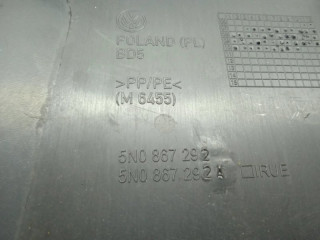 POLAND (PL)
BD5
>PP/PE<
(M 6455)
5N0 867 292
5N0 867 292